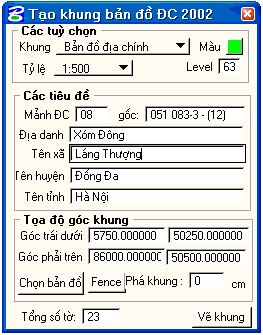 Tạo khung bản đồ ĐC 2002
Các tuỳ chọn
Khung Bản đồ địa chính Màu
Tỷ lệ 1:500 Level 63
Các tiêu đề
Mảnh ĐC 08 gốc: 051 083-3 - (12)
Địa danh Xóm Đông
Tên xã Láng Thượng
Tên huyện Đống Đa
Tên tỉnh Hà Nội
Tọa độ góc khung
Góc trái dưới 5750.000000 50250.000000
Góc phải trên 86000.000000 50500.000000
Chọn bản đồ Fence Phá khung : 0 cm
Tổng số tờ: 23 Vẽ khung